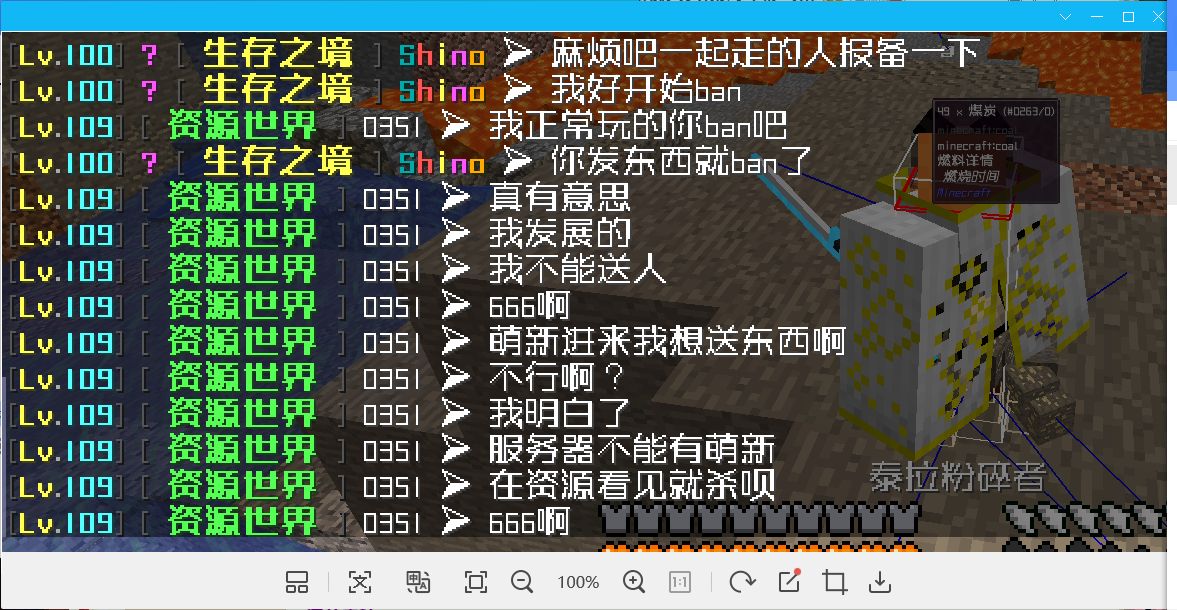 [Lv.100] ? [ 生存之境 ] Shino ➤ 麻烦吧一起走的人报备一下
[Lv.100] ? [ 生存之境 ] Shino ➤ 我好开始ban
[Lv.109] [ 资源世界 ] 0351 ➤ 我正常玩的你ban吧
[Lv.100] ? [ 生存之境 ] Shino ➤ 你发东西就ban了
[Lv.109] [ 资源世界 ] 0351 ➤ 真有意思
[Lv.109] [ 资源世界 ] 0351 ➤ 我发展的
[Lv.109] [ 资源世界 ] 0351 ➤ 我不能送人
[Lv.109] [ 资源世界 ] 0351 ➤ 666啊
[Lv.109] [ 资源世界 ] 0351 ➤ 萌新进来我想送东西啊
[Lv.109] [ 资源世界 ] 0351 ➤ 不行啊？
[Lv.109] [ 资源世界 ] 0351 ➤ 我明白了
[Lv.109] [ 资源世界 ] 0351 ➤ 服务器不能有萌新
[Lv.109] [ 资源世界 ] 0351 ➤ 在资源看见就杀呗
[Lv.109] [ 资源世界 ] 0351 ➤ 666啊
49 × 煤炭 (#0263/0)
minecraft:coal
minecraft:coal
燃料详情
燃烧时间
Minecraft
泰拉粉碎者
100%
1:1